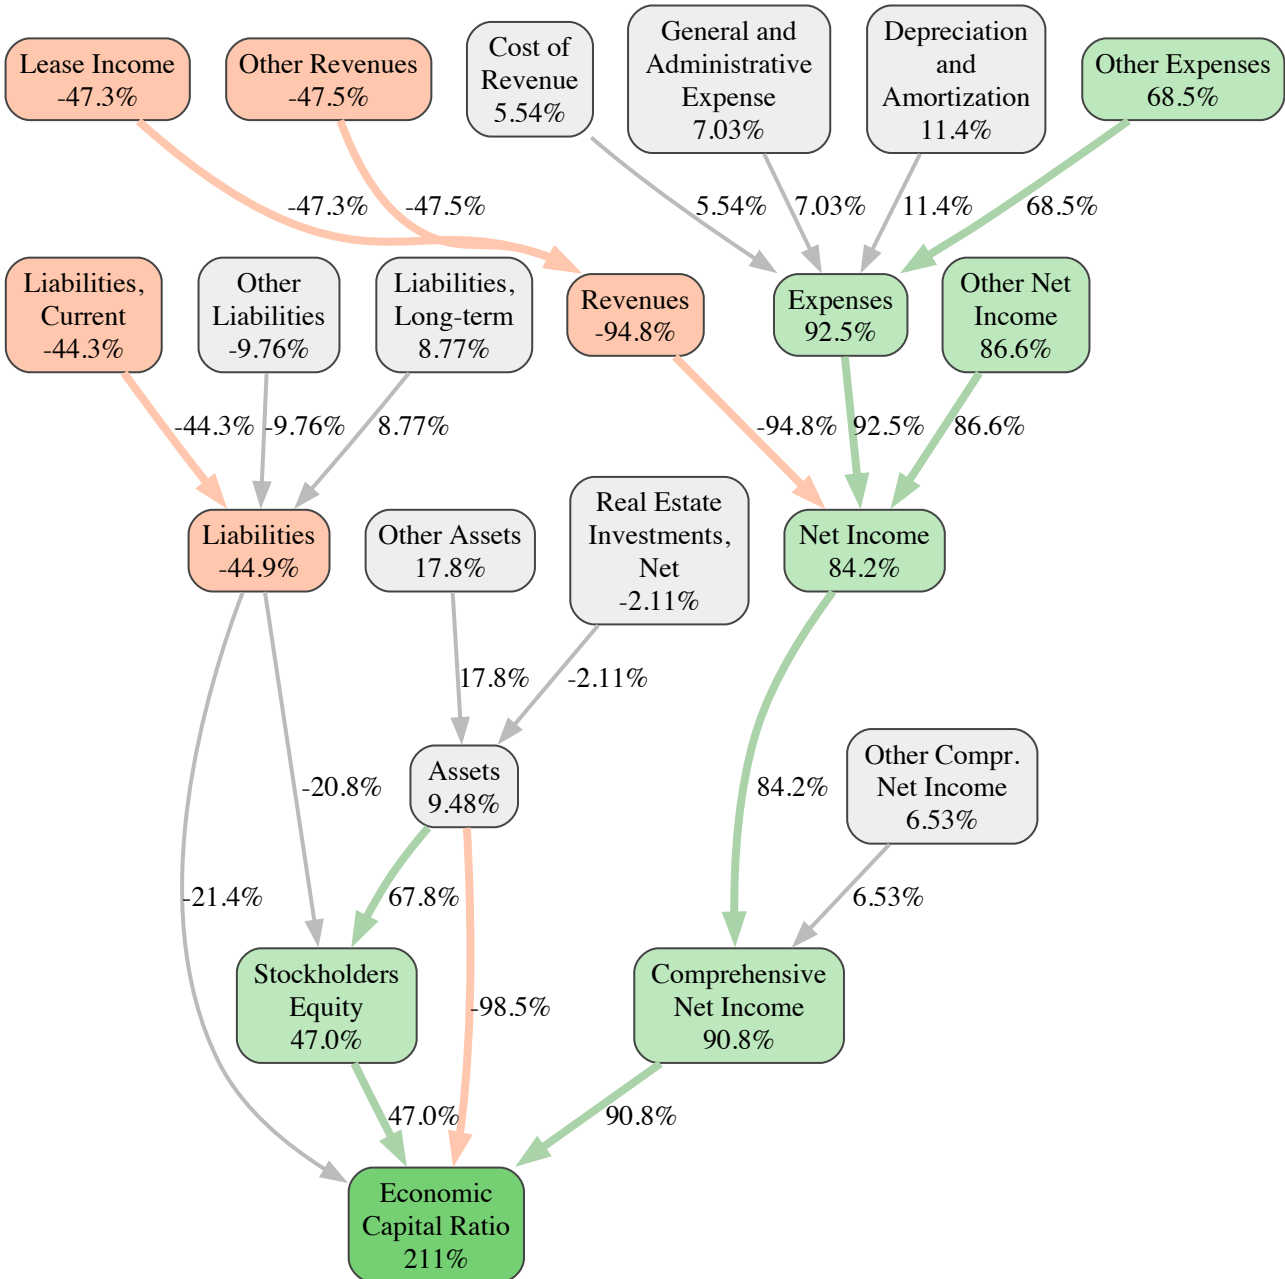 Lease Income
-47.3%
Other Revenues
-47.5%
Cost of
Revenue
5.54%
General and
Administrative
Expense
7.03%
Depreciation
and
Amortization
11.4%
Other Expenses
68.5%
-47.3%
-47.5%
5.54%
7.03%
11.4%
68.5%
Liabilities,
Current
-44.3%
Other
Liabilities
-9.76%
Liabilities,
Long-term
8.77%
Revenues
-94.8%
Expenses
92.5%
Other Net
Income
86.6%
-44.3%
-9.76%
8.77%
-94.8%
92.5%
86.6%
Liabilities
-44.9%
Other Assets
17.8%
Real Estate
Investments,
Net
-2.11%
Net Income
84.2%
17.8%
-2.11%
Assets
9.48%
-20.8%
84.2%
Other Compr.
Net Income
6.53%
-21.4%
67.8%
6.53%
Stockholders
Equity
47.0%
-98.5%
Comprehensive
Net Income
90.8%
47.0%
90.8%
Economic
Capital Ratio
211%